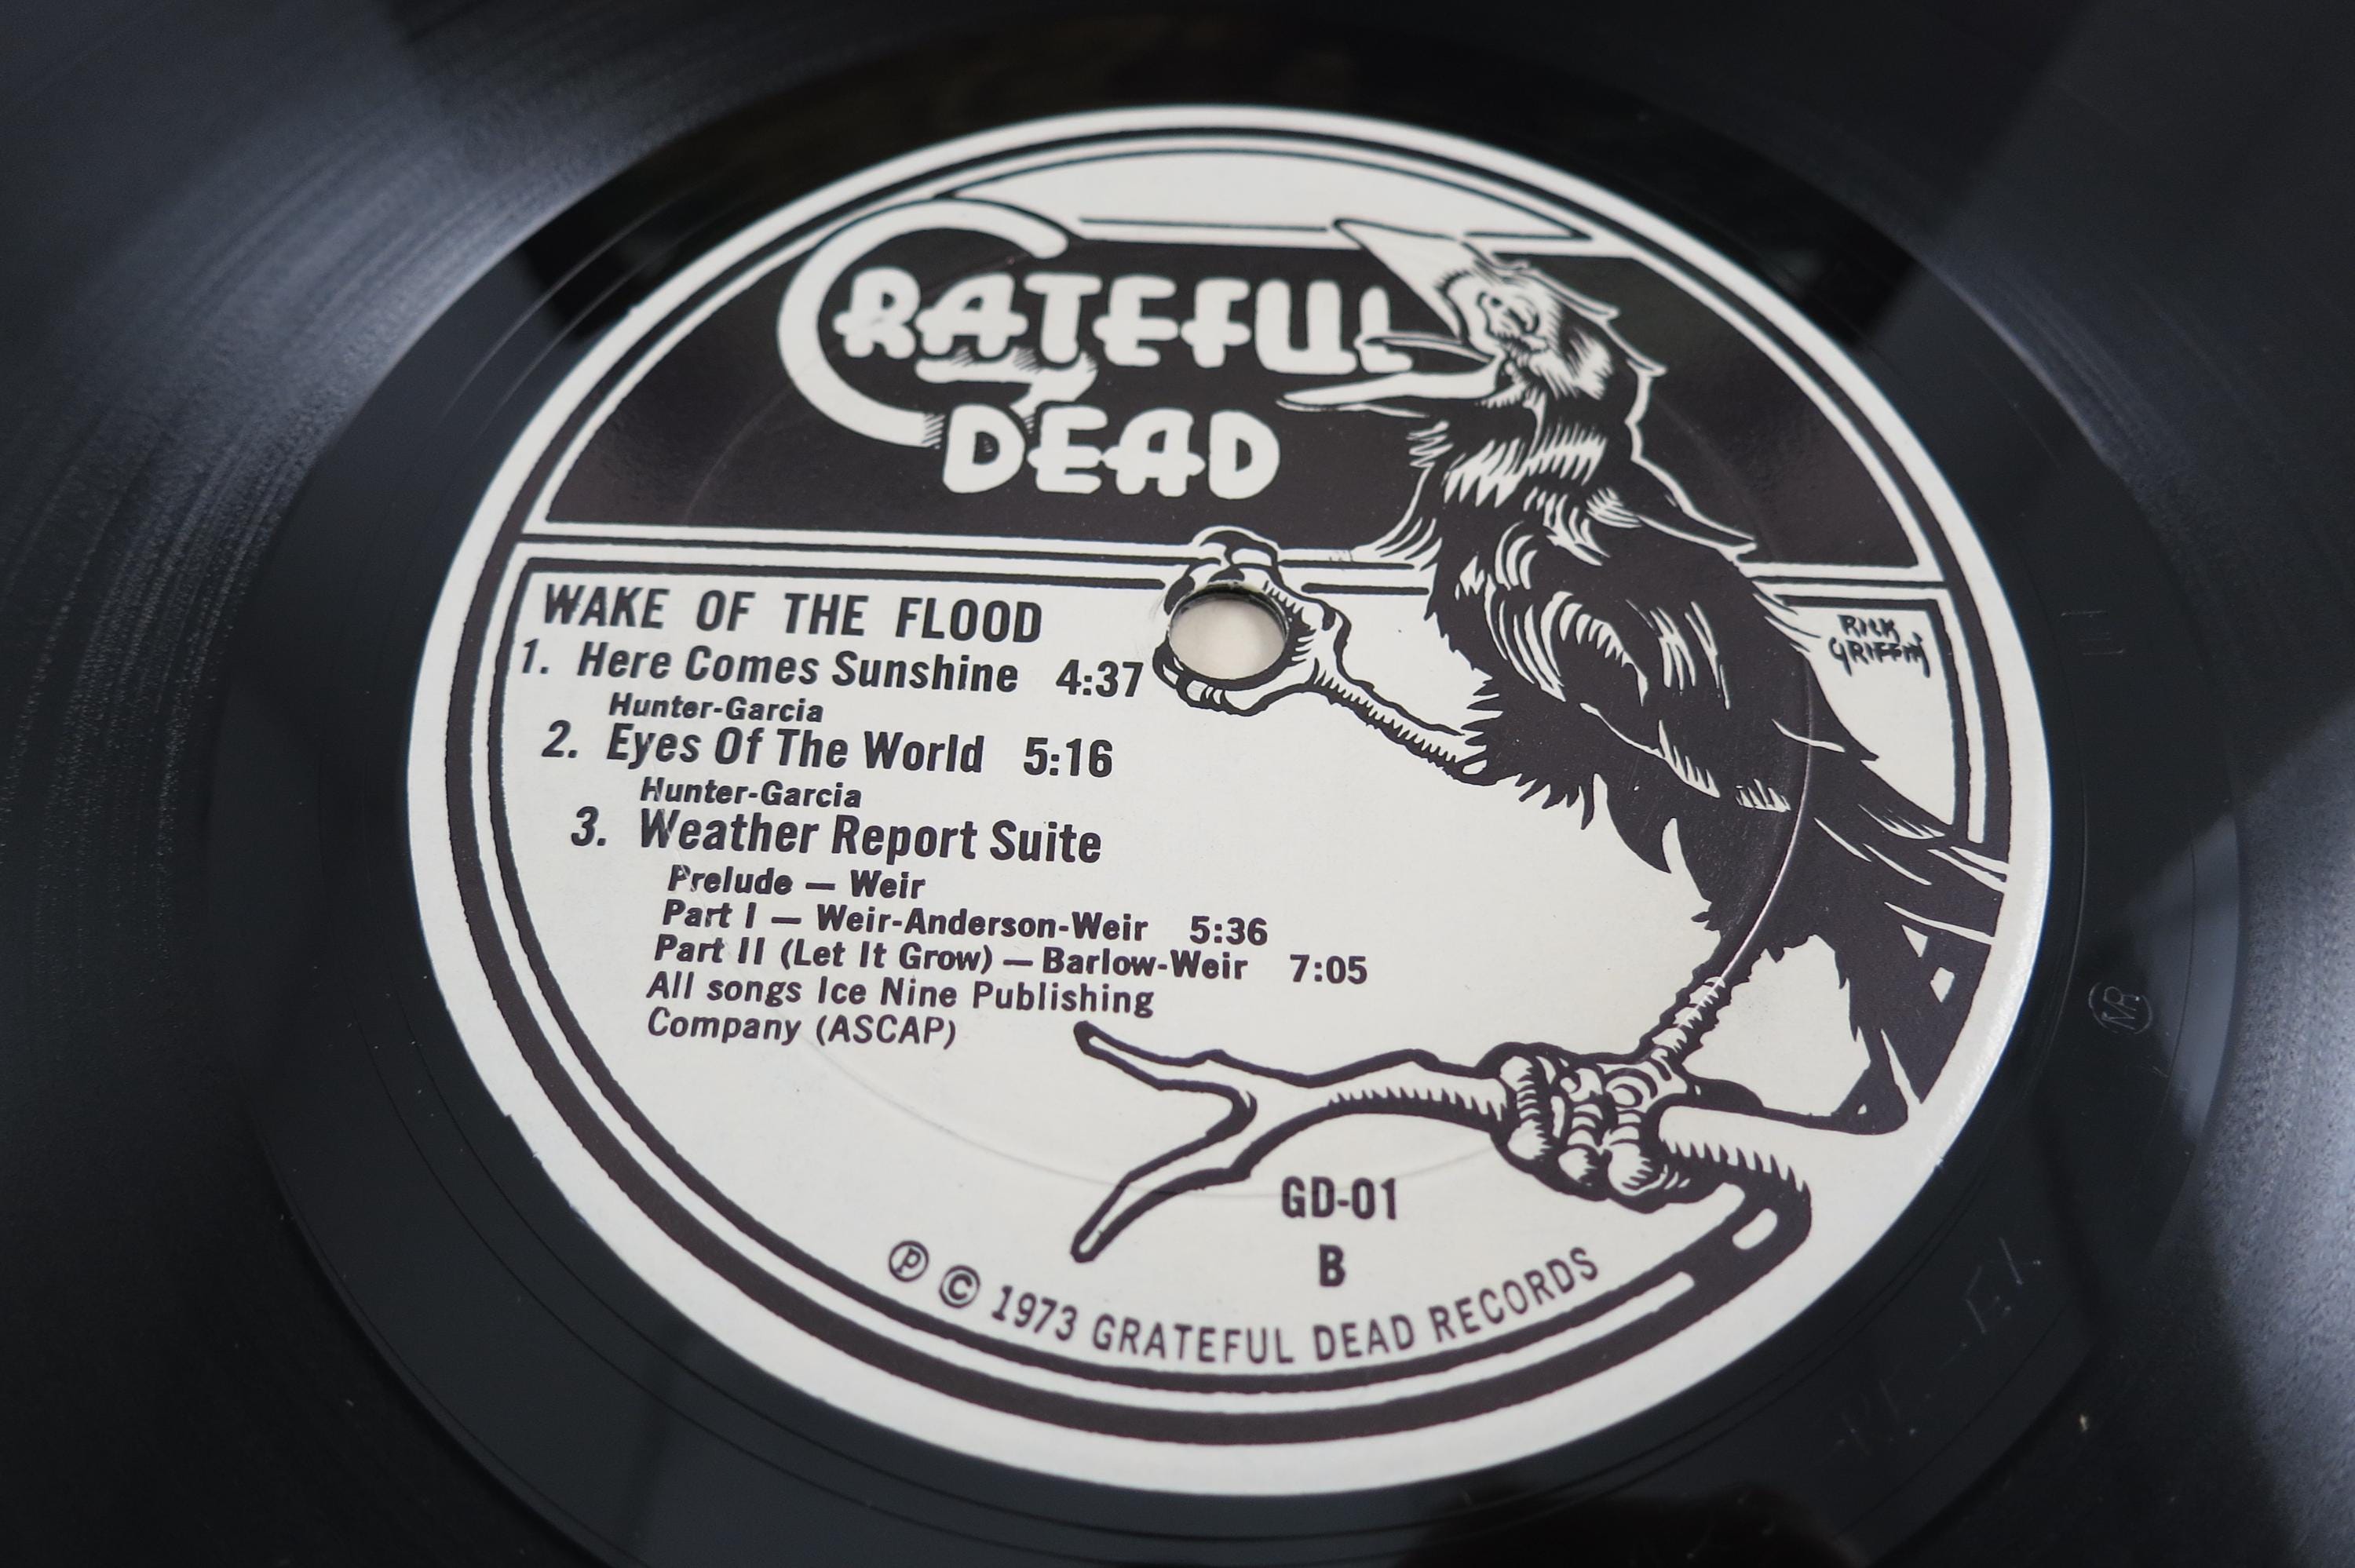 GRATEFUL
DEAD
RICK
GRIFFIN
WAKE OF THE FLOOD
1. Here Comes Sunshine 4:37
Hunter-Garcia
2. Eyes Of The World 5:16
Hunter-Garcia
3. Weather Report Suite
Prelude — Weir
Part I — Weir-Anderson-Weir 5:36
Part II (Let It Grow) — Barlow-Weir 7:05
All songs Ice Nine Publishing
Company (ASCAP)
GD-01
B
℗ © 1973 GRATEFUL DEAD RECORDS
MR